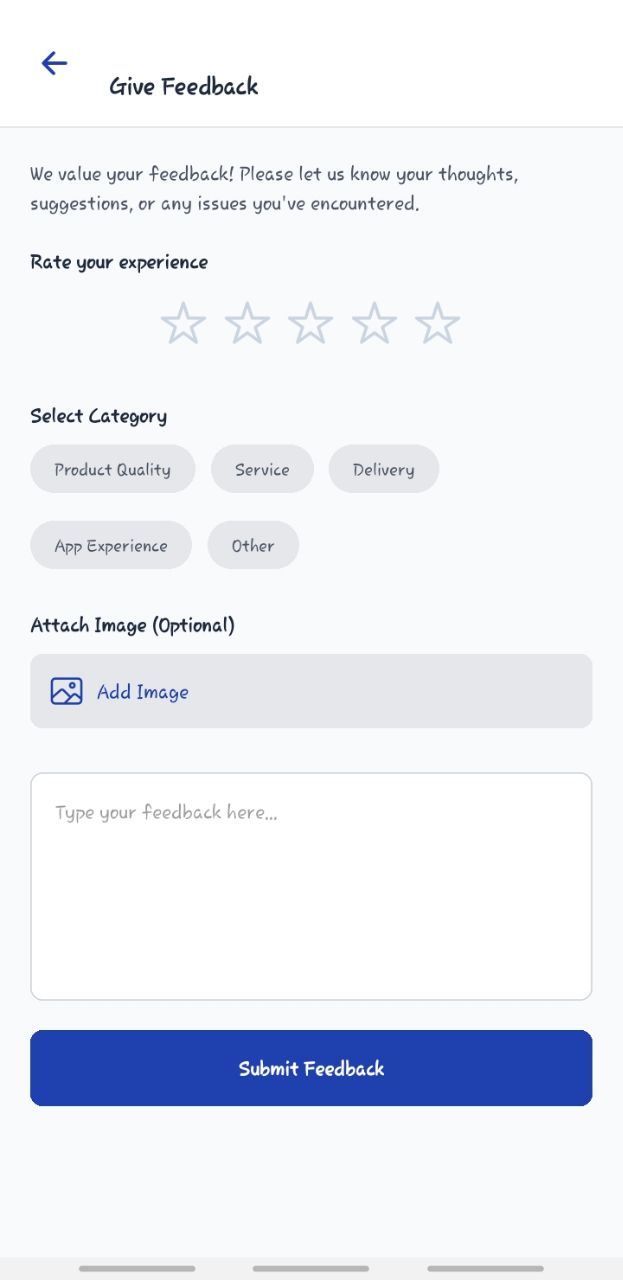 Give Feedback
We value your feedback! Please let us know your thoughts,
suggestions, or any issues you've encountered.
Rate your experience
Select Category
Product Quality Service Delivery
App Experience Other
Attach Image (Optional)
Add Image
Type your feedback here...
Submit Feedback